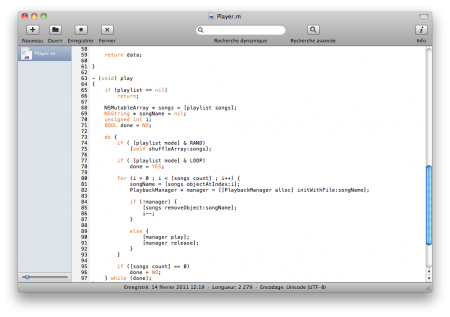 Player.m
Nouveau Ouvrir Enregistrer Fermer Recherche dynamique Recherche avancée Info
Player.m
58
59 return data;
60
61 }
62
63 - (void) play
64 {
65 if (playlist == nil)
66 return;
67
68 NSMutableArray * songs = [playlist songs];
69 NSString * songName = nil;
70 unsigned int i;
71 BOOL done = NO;
72
73 do {
74 if ( [playlist mode] & RAND)
75 [self shuffleArray:songs];
76
77 if ( [playlist mode] & LOOP)
78 done = YES;
79
80 for (i = 0 ; i < [songs count] ; i++) {
81 songName = [songs objectAtIndex:i];
82 PlaybackManager * manager = [[PlaybackManager alloc] initWithFile:songName];
83
84 if (!manager) {
85 [songs removeObject:songName];
86 i--;
87 }
88
89 else {
90 [manager play];
91 [manager release];
92 }
93 }
94
95 if ([songs count] == 0)
96 done = NO;
97 } while (done);
Enregistré: 14 février 2011 12:19 - Longueur: 2 279 - Encodage: Unicode (UTF-8)